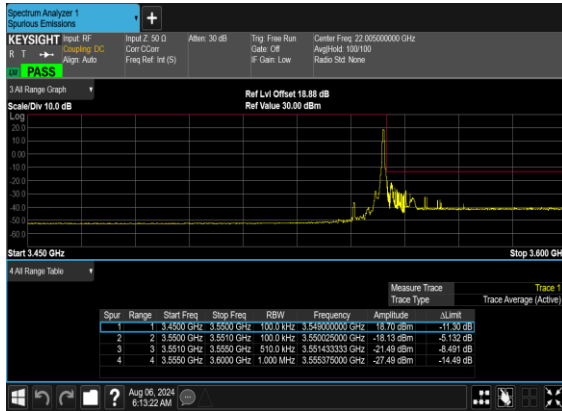 Spectrum Analyzer 1
Spurious Emissions
+
KEYSIGHT Input: RF Input Z: 50 Ω Atten: 30 dB Trig: Free Run Center Freq: 22.005000000 GHz
R T Coupling: DC Corr CCorr Gate: Off Avg|Hold: 100/100
Align: Auto Freq Ref: Int (S) IF Gain: Low Radio Std: None
PASS
3 All Range Graph Ref Lvl Offset 18.88 dB
Scale/Div 10.0 dB Ref Value 30.00 dBm
Log
20.0
10.0
0.00
-10.0
-20.0
-30.0
-40.0
-50.0
-60.0
Start 3.450 GHz Stop 3.600 GH
4 All Range Table
Measure Trace Trace 1
Trace Type Trace Average (Active)
Spur Range Start Freq Stop Freq RBW Frequency Amplitude ΔLimit
1 1 3.4500 GHz 3.5500 GHz 100.0 kHz 3.549000000 GHz 18.70 dBm -11.30 dB
2 2 3.5500 GHz 3.5510 GHz 100.0 kHz 3.550025000 GHz -18.13 dBm -5.132 dB
3 3 3.5510 GHz 3.5550 GHz 510.0 kHz 3.551433333 GHz -21.49 dBm -8.491 dB
4 4 3.5550 GHz 3.6000 GHz 1.000 MHz 3.555375000 GHz -27.49 dBm -14.49 dB
? Aug 06, 2024
6:13:22 AM